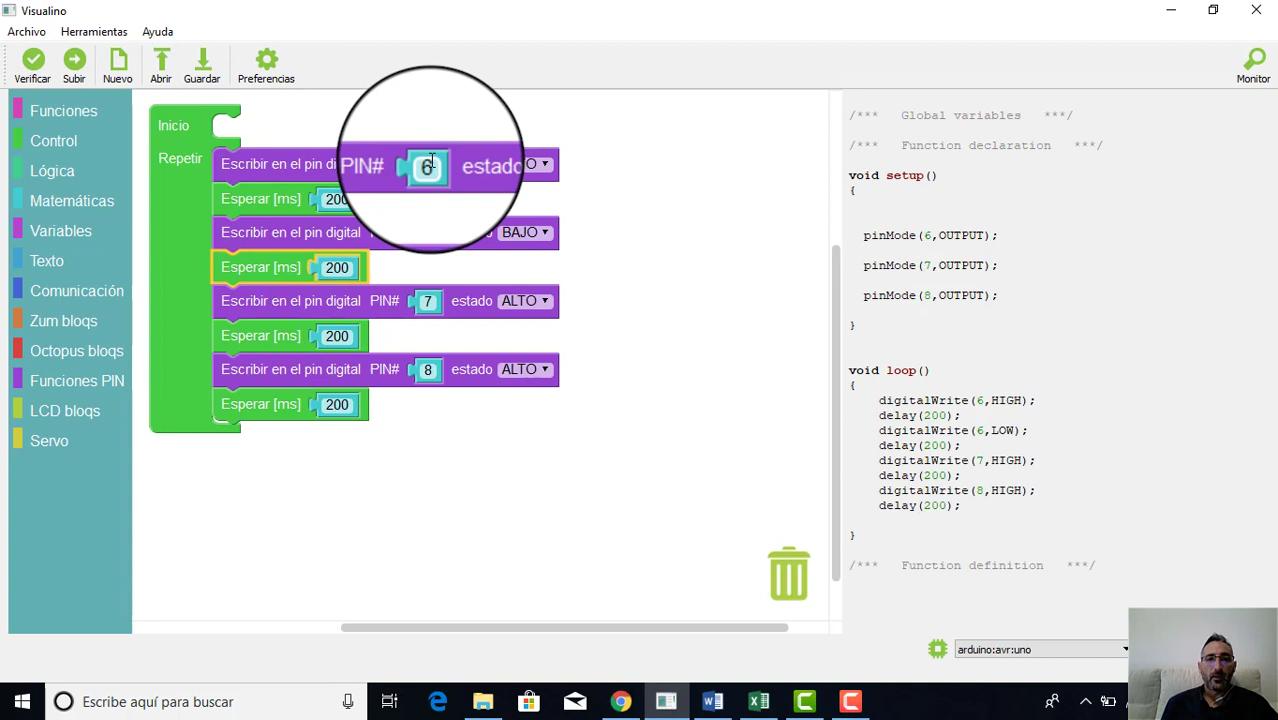 Visualino
Archivo Herramientas Ayuda
Verificar Subir Nuevo Abrir Guardar Preferencias Monitor
Funciones
Control
Lógica
Matemáticas
Variables
Texto
Comunicación
Zum bloqs
Octopus bloqs
Funciones PIN
LCD bloqs
Servo
Inicio
Repetir
Escribir en el pin di PIN# 6 estado O
Esperar [ms] 200
Escribir en el pin digital BAJO
Esperar [ms] 200
Escribir en el pin digital PIN# 7 estado ALTO
Esperar [ms] 200
Escribir en el pin digital PIN# 8 estado ALTO
Esperar [ms] 200
/*** Global variables ***/
/*** Function declaration ***/
void setup()
{
pinMode(6,OUTPUT);
pinMode(7,OUTPUT);
pinMode(8,OUTPUT);
}
void loop()
{
digitalWrite(6,HIGH);
delay(200);
digitalWrite(6,LOW);
delay(200);
digitalWrite(7,HIGH);
delay(200);
digitalWrite(8,HIGH);
delay(200);
}
/*** Function definition ***/
arduino:avr:uno
Escribe aquí para buscar